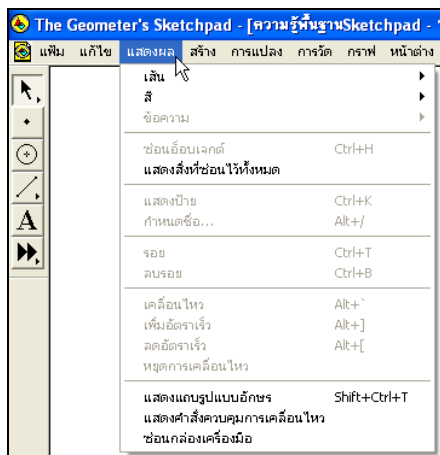 The Geometer's Sketchpad - [ความรู้พื้นฐานSketchpad -
แฟ้ม แก้ไข แสดงผล สร้าง การแปลง การวัด กราฟ หน้าต่าง
เส้น
สี
ข้อความ
ซ่อนอ็อบเจกต์ Ctrl+H
แสดงสิ่งที่ซ่อนไว้ทั้งหมด
แสดงป้าย Ctrl+K
กำหนดชื่อ... Alt+/
รอย Ctrl+T
ลบรอย Ctrl+B
เคลื่อนไหว Alt+`
เพิ่มอัตราเร็ว Alt+]
ลดอัตราเร็ว Alt+[
หยุดการเคลื่อนไหว
แสดงแถบรูปแบบอักษร Shift+Ctrl+T
แสดงคำสั่งควบคุมการเคลื่อนไหว
ซ่อนกล่องเครื่องมือ
A